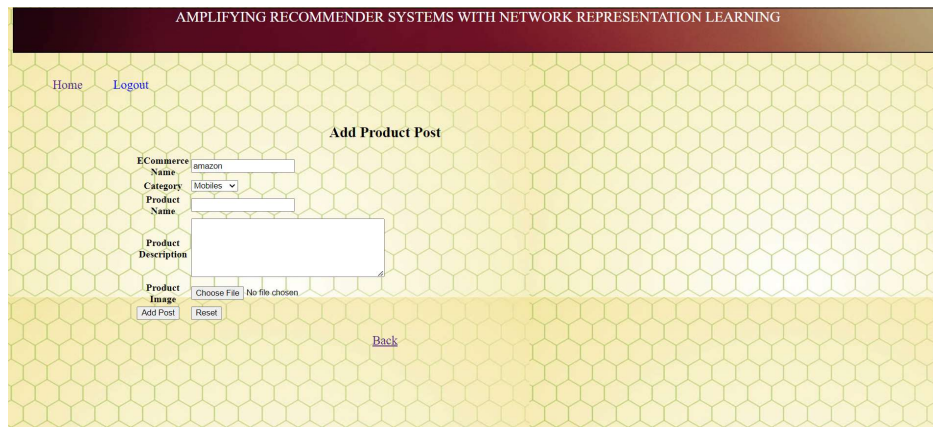 AMPLIFYING RECOMMENDER SYSTEMS WITH NETWORK REPRESENTATION LEARNING
Home Logout
Add Product Post
ECommerce
Name
amazon
Category Mobiles
Product
Name
Product
Description
Product
Image
Choose File No file chosen
Add Post Reset
Back